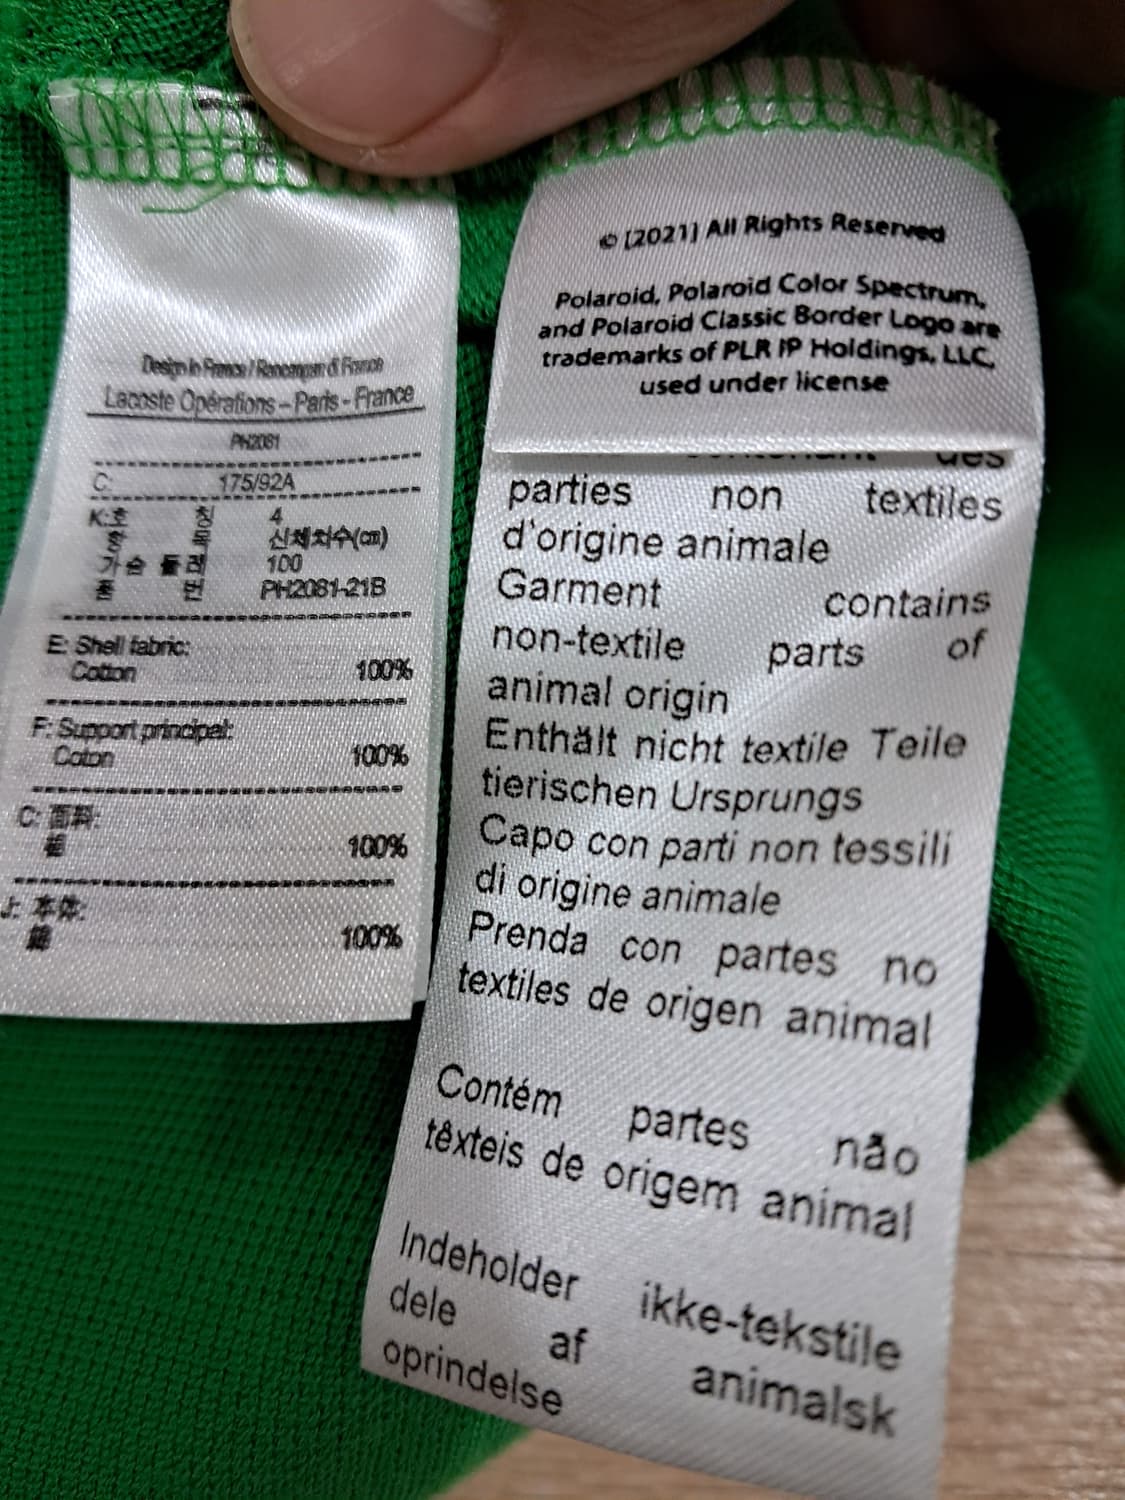 Design in France / Rancangan di France
Lacoste Opérations – Paris - France
PH2081
C: 175/92A
K:호 칭 4
항 목 신체치수(㎝)
가슴 둘레 100
품 번 PH2081-21B
E: Shell fabric:
Cotton 100%
F: Support principal:
Coton 100%
C: 面料:
棉 100%
J: 本体:
綿 100%
© [2021] All Rights Reserved
Polaroid, Polaroid Color Spectrum,
and Polaroid Classic Border Logo are
trademarks of PLR IP Holdings, LLC,
used under license
des
parties non textiles
d'origine animale
Garment contains
non-textile parts of
animal origin
Enthält nicht textile Teile
tierischen Ursprungs
Capo con parti non tessili
di origine animale
Prenda con partes no
textiles de origen animal
Contém partes não
têxteis de origem animal
Indeholder ikke-tekstile
dele af animalsk
oprindelse